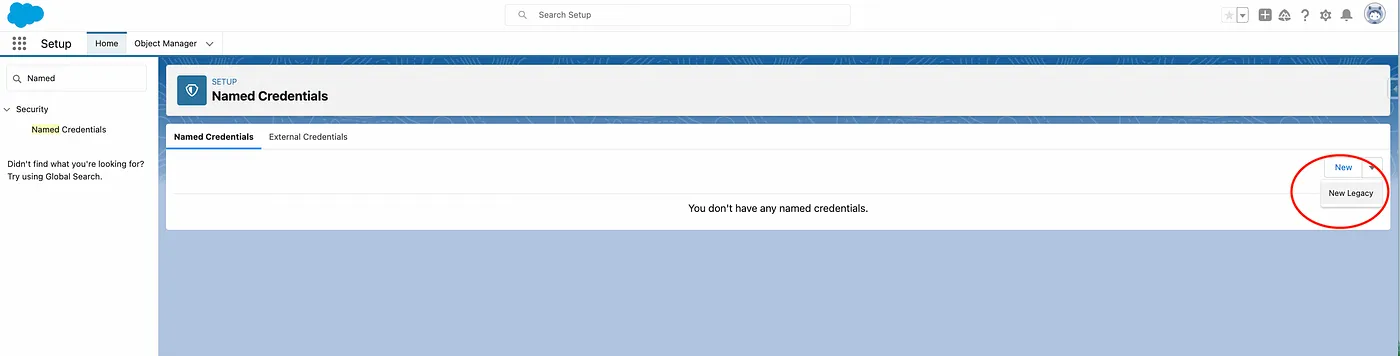 Search Setup
Setup
Home
Object Manager
Named
Security
Named Credentials
Didn't find what you're looking for?
Try using Global Search.
SETUP
Named Credentials
Named Credentials
External Credentials
New
New Legacy
You don't have any named credentials.